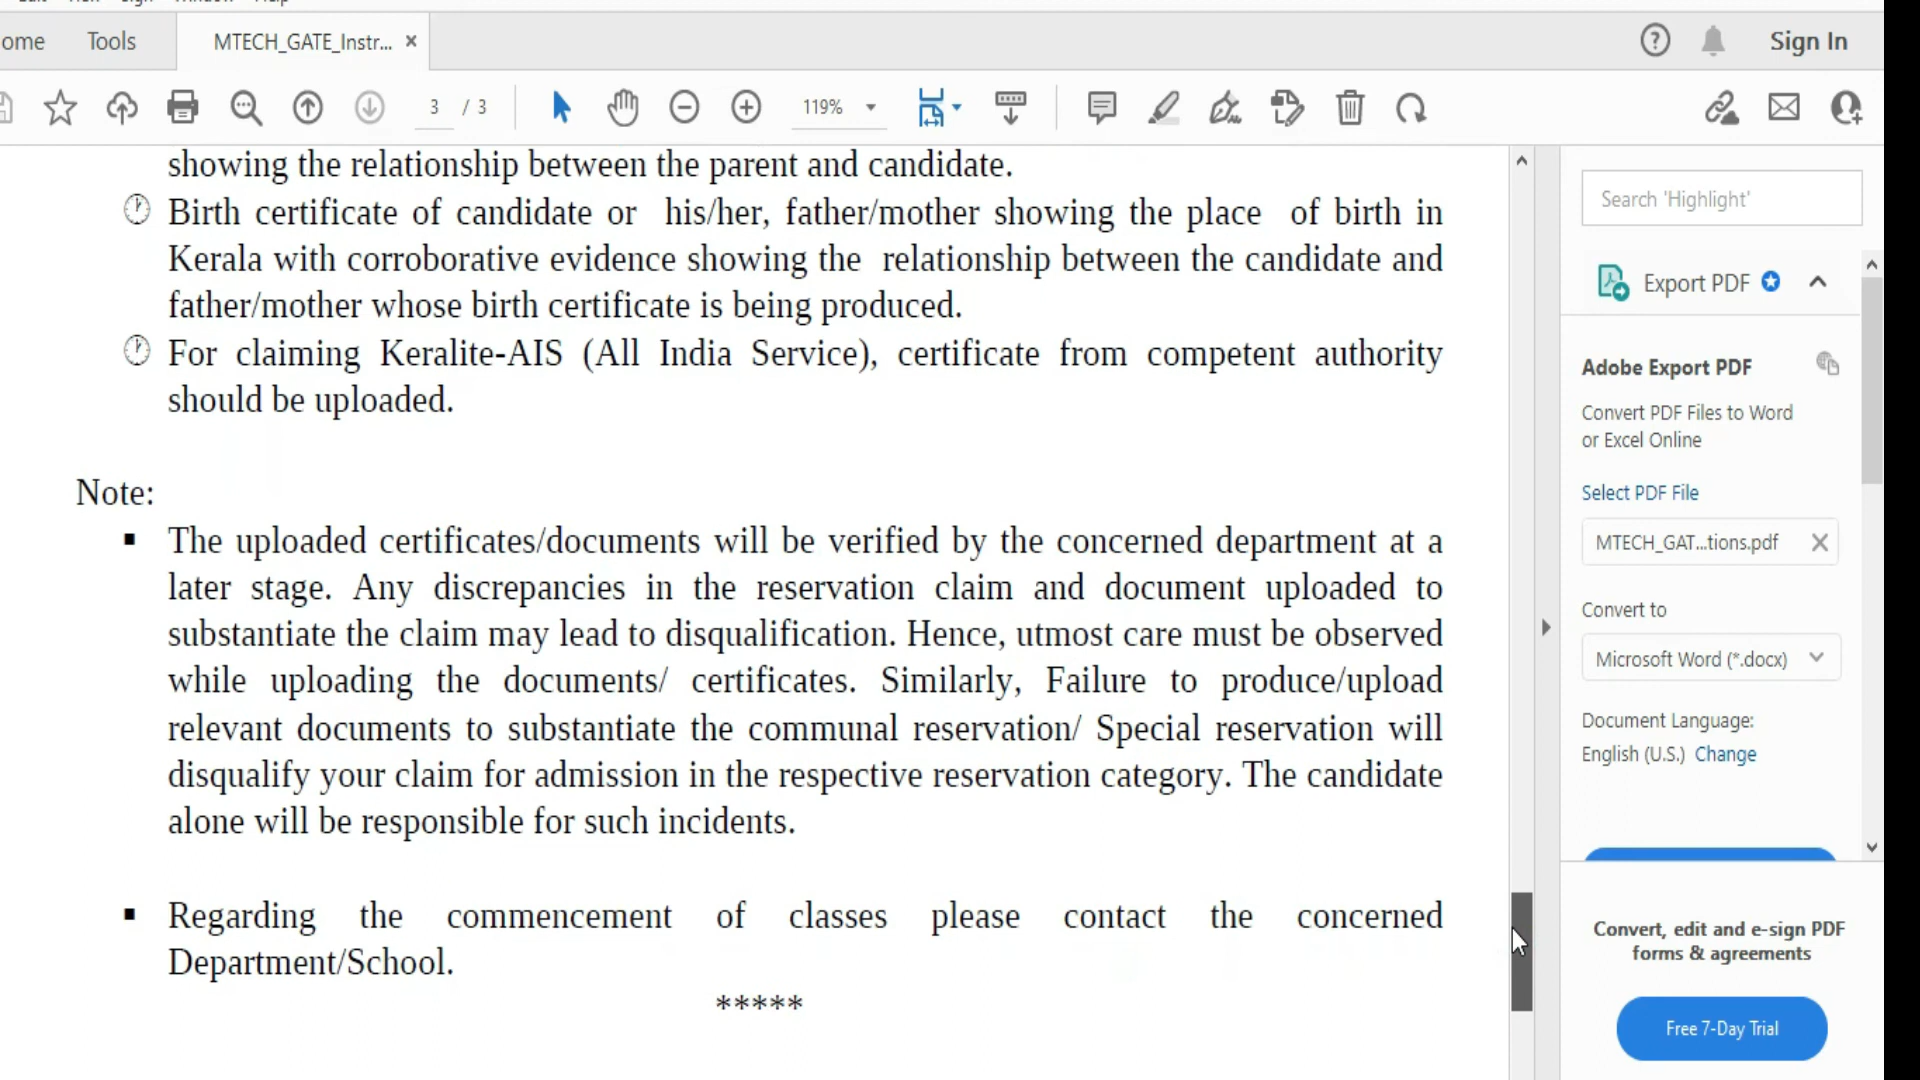 ome
Tools
MTECH_GATE_Instr...
Sign In
3 / 3
119%
showing the relationship between the parent and candidate.
Birth certificate of candidate or his/her, father/mother showing the place of birth in
Kerala with corroborative evidence showing the relationship between the candidate and
father/mother whose birth certificate is being produced.
For claiming Keralite-AIS (All India Service), certificate from competent authority
should be uploaded.
Note:
The uploaded certificates/documents will be verified by the concerned department at a
later stage. Any discrepancies in the reservation claim and document uploaded to
substantiate the claim may lead to disqualification. Hence, utmost care must be observed
while uploading the documents/ certificates. Similarly, Failure to produce/upload
relevant documents to substantiate the communal reservation/ Special reservation will
disqualify your claim for admission in the respective reservation category. The candidate
alone will be responsible for such incidents.
Regarding the commencement of classes please contact the concerned
Department/School.
*****
Search 'Highlight'
Export PDF
Adobe Export PDF
Convert PDF Files to Word
or Excel Online
Select PDF File
MTECH_GAT...tions.pdf
Convert to
Microsoft Word (*.docx)
Document Language:
English (U.S.) Change
Convert, edit and e-sign PDF
forms & agreements
Free 7-Day Trial